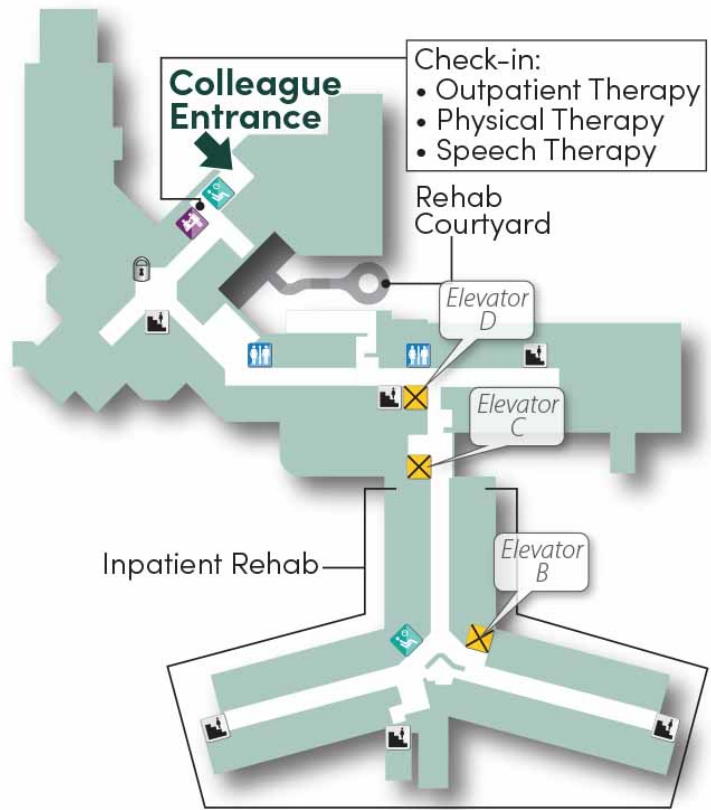 Colleague
Entrance
Check-in:
• Outpatient Therapy
• Physical Therapy
• Speech Therapy
Rehab
Courtyard
Elevator
D
Elevator
C
Inpatient Rehab
Elevator
B